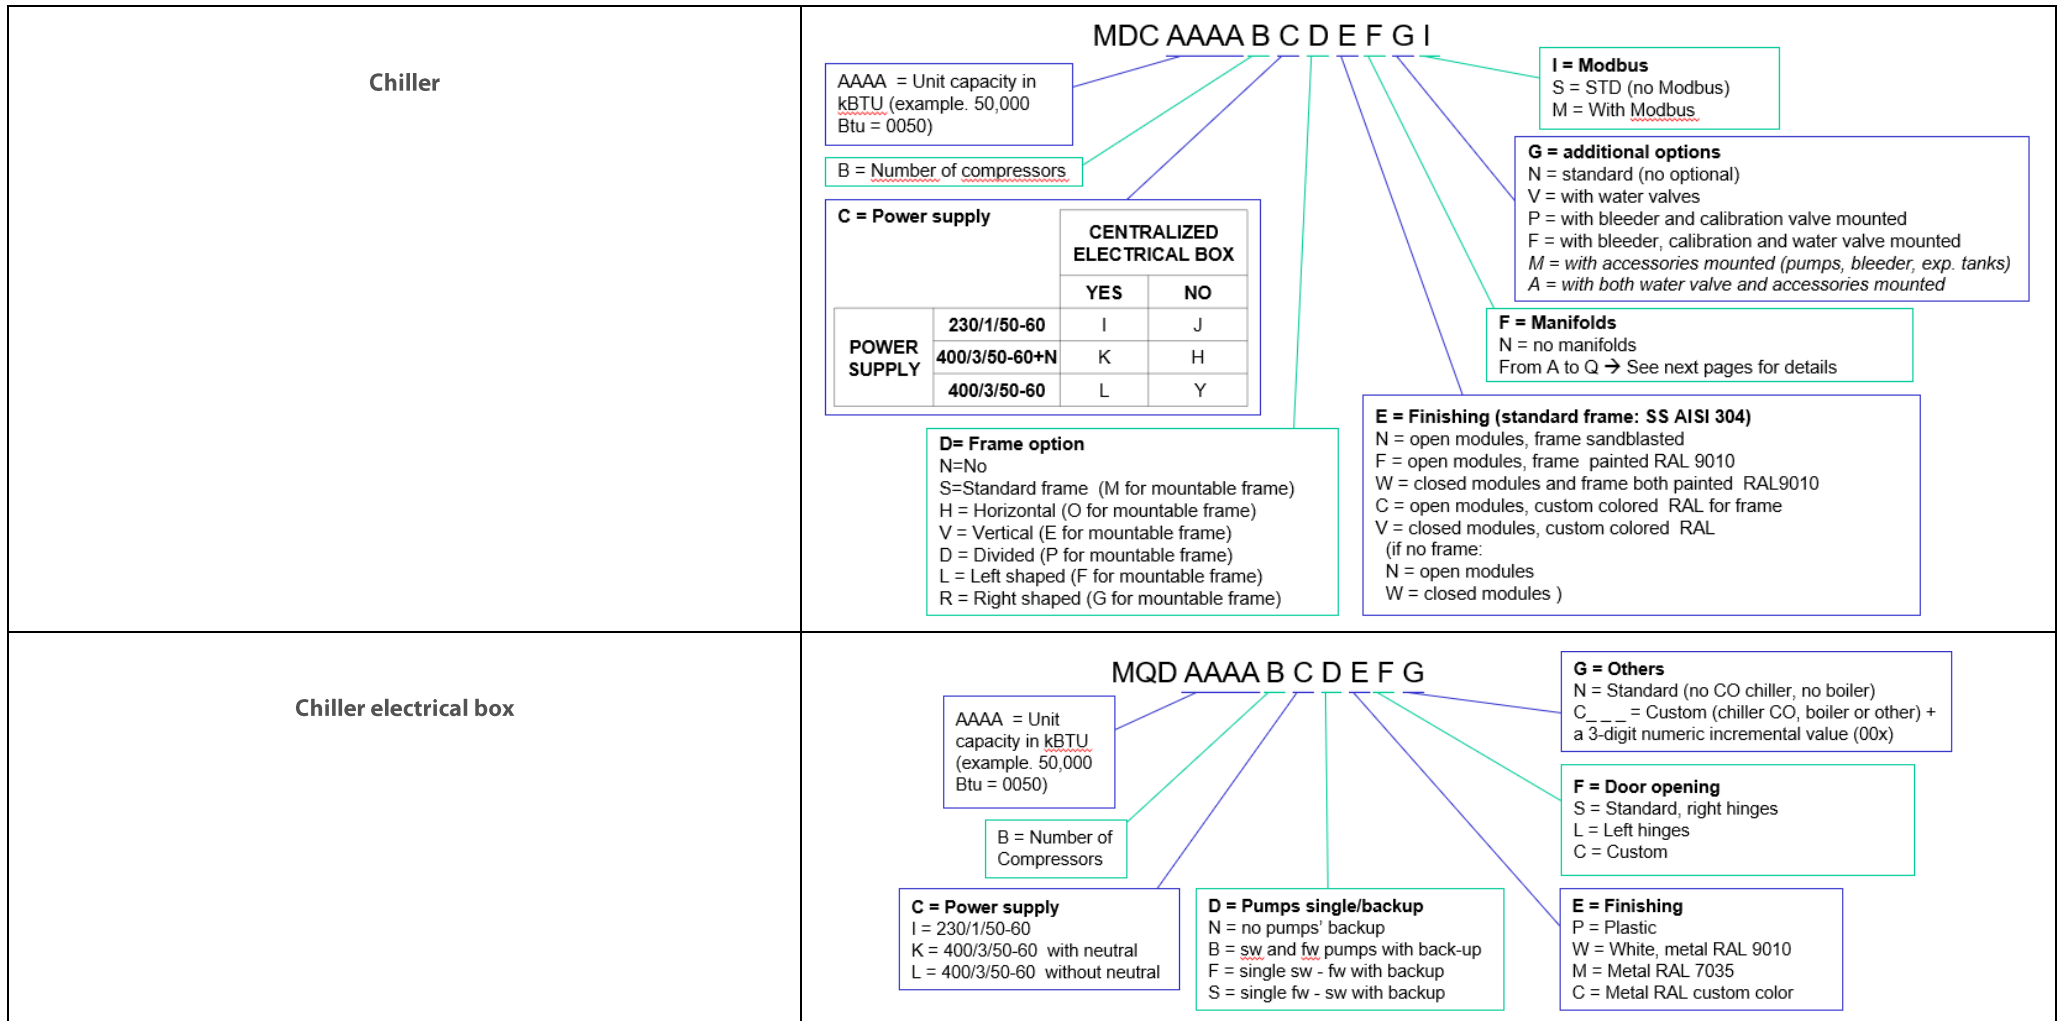 Chiller
MDC AAAA B C D E F G I
AAAA = Unit capacity in
kBTU (example. 50,000
Btu = 0050)
B = Number of compressors
C = Power supply
CENTRALIZED
ELECTRICAL BOX
YES NO
POWER
SUPPLY
230/1/50-60 I J
400/3/50-60+N K H
400/3/50-60 L Y
D= Frame option
N=No
S=Standard frame (M for mountable frame)
H = Horizontal (O for mountable frame)
V = Vertical (E for mountable frame)
D = Divided (P for mountable frame)
L = Left shaped (F for mountable frame)
R = Right shaped (G for mountable frame)
I = Modbus
S = STD (no Modbus)
M = With Modbus
G = additional options
N = standard (no optional)
V = with water valves
P = with bleeder and calibration valve mounted
F = with bleeder, calibration and water valve mounted
M = with accessories mounted (pumps, bleeder, exp. tanks)
A = with both water valve and accessories mounted
F = Manifolds
N = no manifolds
From A to Q → See next pages for details
E = Finishing (standard frame: SS AISI 304)
N = open modules, frame sandblasted
F = open modules, frame painted RAL 9010
W = closed modules and frame both painted RAL9010
C = open modules, custom colored RAL for frame
V = closed modules, custom colored RAL
(if no frame:
N = open modules
W = closed modules )
Chiller electrical box
MQD AAAA B C D E F G
AAAA = Unit
capacity in kBTU
(example. 50,000
Btu = 0050)
B = Number of
Compressors
C = Power supply
I = 230/1/50-60
K = 400/3/50-60 with neutral
L = 400/3/50-60 without neutral
D = Pumps single/backup
N = no pumps' backup
B = sw and fw pumps with back-up
F = single sw - fw with backup
S = single fw - sw with backup
G = Others
N = Standard (no CO chiller, no boiler)
C_ _ _ = Custom (chiller CO, boiler or other) +
a 3-digit numeric incremental value (00x)
F = Door opening
S = Standard, right hinges
L = Left hinges
C = Custom
E = Finishing
P = Plastic
W = White, metal RAL 9010
M = Metal RAL 7035
C = Metal RAL custom color